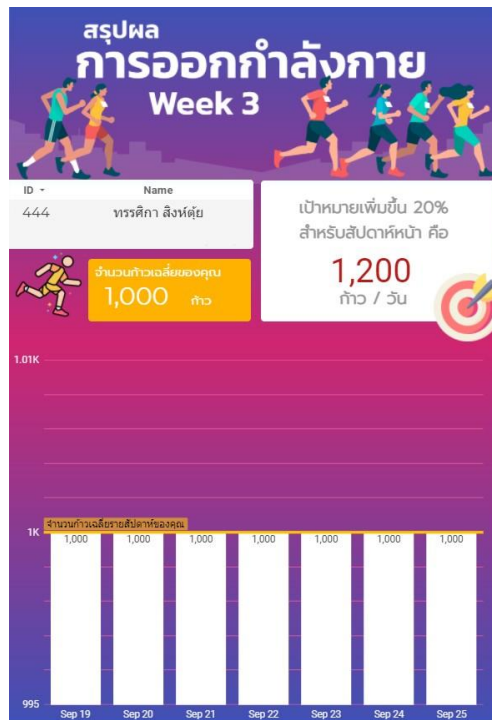 สรุปผล
การออกกำลังกาย
Week 3
ID
Name
444
ทรรศิกา สิงห์ตุ้ย
เป้าหมายเพิ่มขึ้น 20%
สำหรับสัปดาห์หน้า คือ
1,200
ก้าว / วัน
จำนวนก้าวเฉลี่ยของคุณ
1,000 ก้าว
1.01K
จำนวนก้าวเฉลี่ยรายสัปดาห์ของคุณ
1K
1,000 1,000 1,000 1,000 1,000 1,000 1,000
995
Sep 19 Sep 20 Sep 21 Sep 22 Sep 23 Sep 24 Sep 25